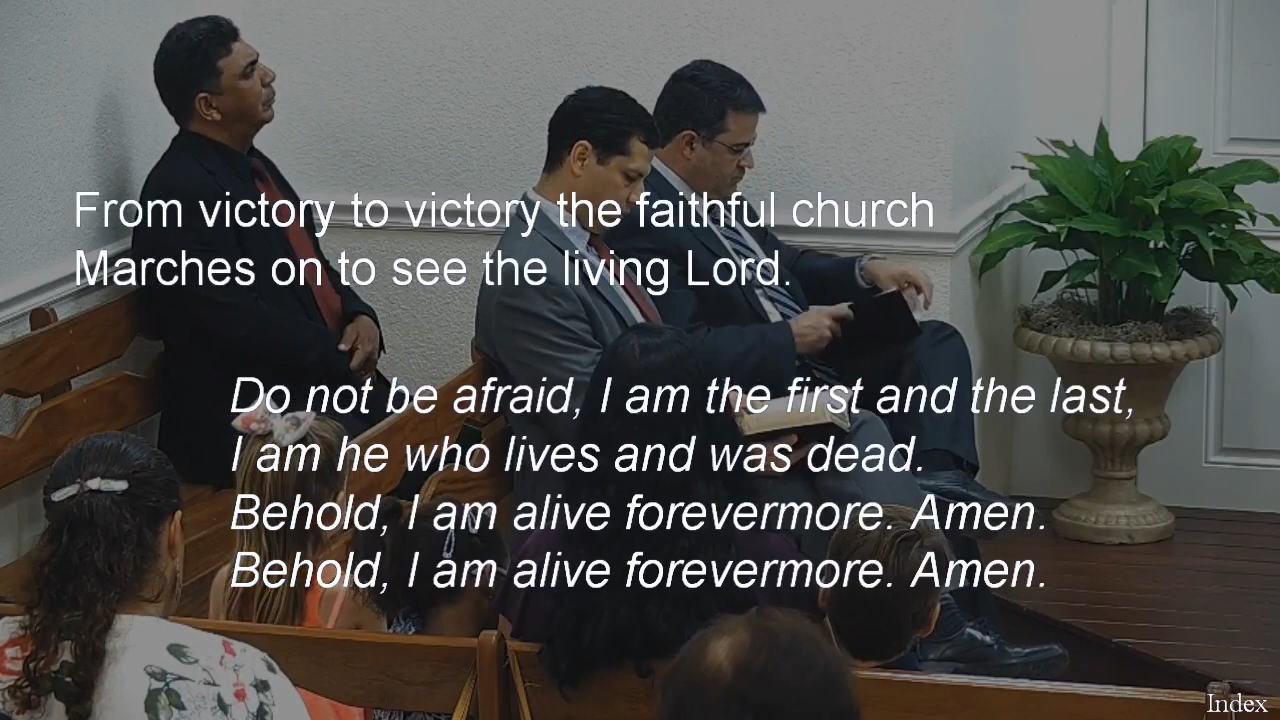 From victory to victory the faithful church
Marches on to see the living Lord.
Do not be afraid, I am the first and the last,
I am he who lives and was dead.
Behold, I am alive forevermore. Amen.
Behold, I am alive forevermore. Amen.
Index